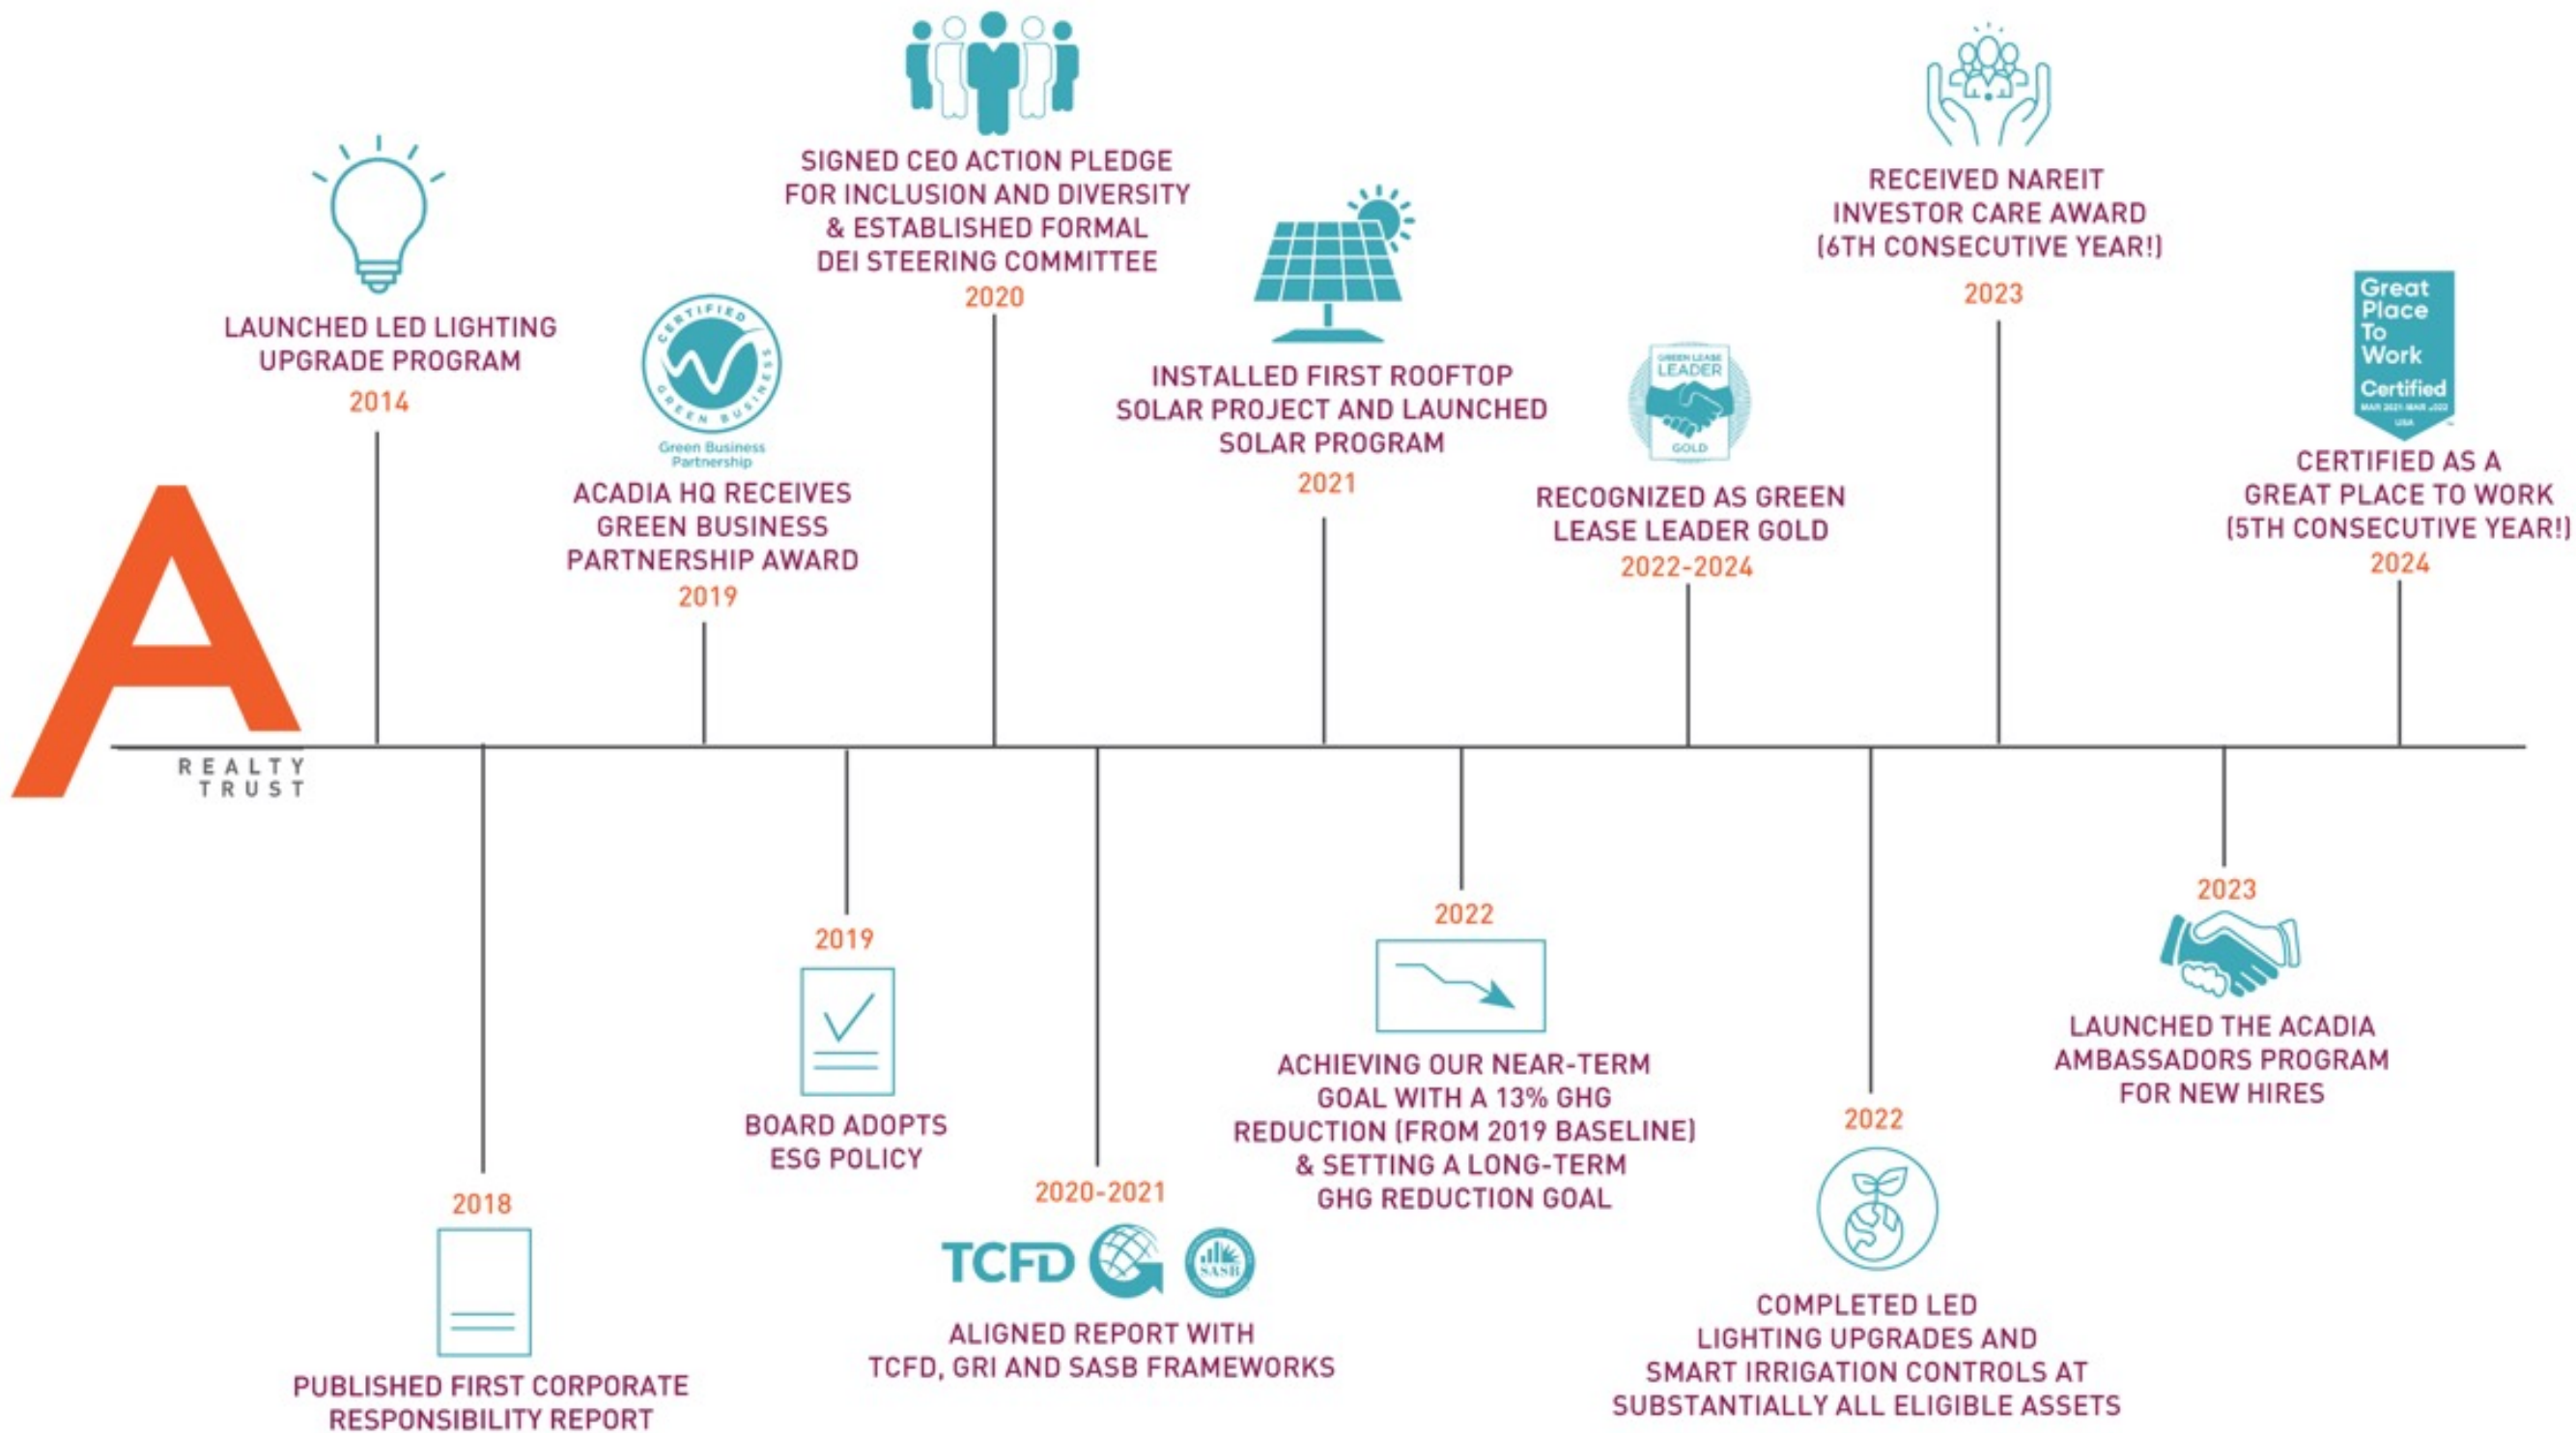 REALTY
TRUST
LAUNCHED LED LIGHTING
UPGRADE PROGRAM
2014
2018
PUBLISHED FIRST CORPORATE
RESPONSIBILITY REPORT
CERTIFIED
GREEN BUSINESS
Green Business
Partnership
ACADIA HQ RECEIVES
GREEN BUSINESS
PARTNERSHIP AWARD
2019
2019
BOARD ADOPTS
ESG POLICY
SIGNED CEO ACTION PLEDGE
FOR INCLUSION AND DIVERSITY
& ESTABLISHED FORMAL
DEI STEERING COMMITTEE
2020
2020-2021
TCFD
SASB
ALIGNED REPORT WITH
TCFD, GRI AND SASB FRAMEWORKS
INSTALLED FIRST ROOFTOP
SOLAR PROJECT AND LAUNCHED
SOLAR PROGRAM
2021
2022
ACHIEVING OUR NEAR-TERM
GOAL WITH A 13% GHG
REDUCTION (FROM 2019 BASELINE)
& SETTING A LONG-TERM
GHG REDUCTION GOAL
GREEN LEASE
LEADER
GOLD
RECOGNIZED AS GREEN
LEASE LEADER GOLD
2022-2024
2022
COMPLETED LED
LIGHTING UPGRADES AND
SMART IRRIGATION CONTROLS AT
SUBSTANTIALLY ALL ELIGIBLE ASSETS
RECEIVED NAREIT
INVESTOR CARE AWARD
(6TH CONSECUTIVE YEAR!)
2023
2023
LAUNCHED THE ACADIA
AMBASSADORS PROGRAM
FOR NEW HIRES
Great
Place
To
Work
Certified
MAR 2021-MAR
USA
CERTIFIED AS A
GREAT PLACE TO WORK
(5TH CONSECUTIVE YEAR!)
2024